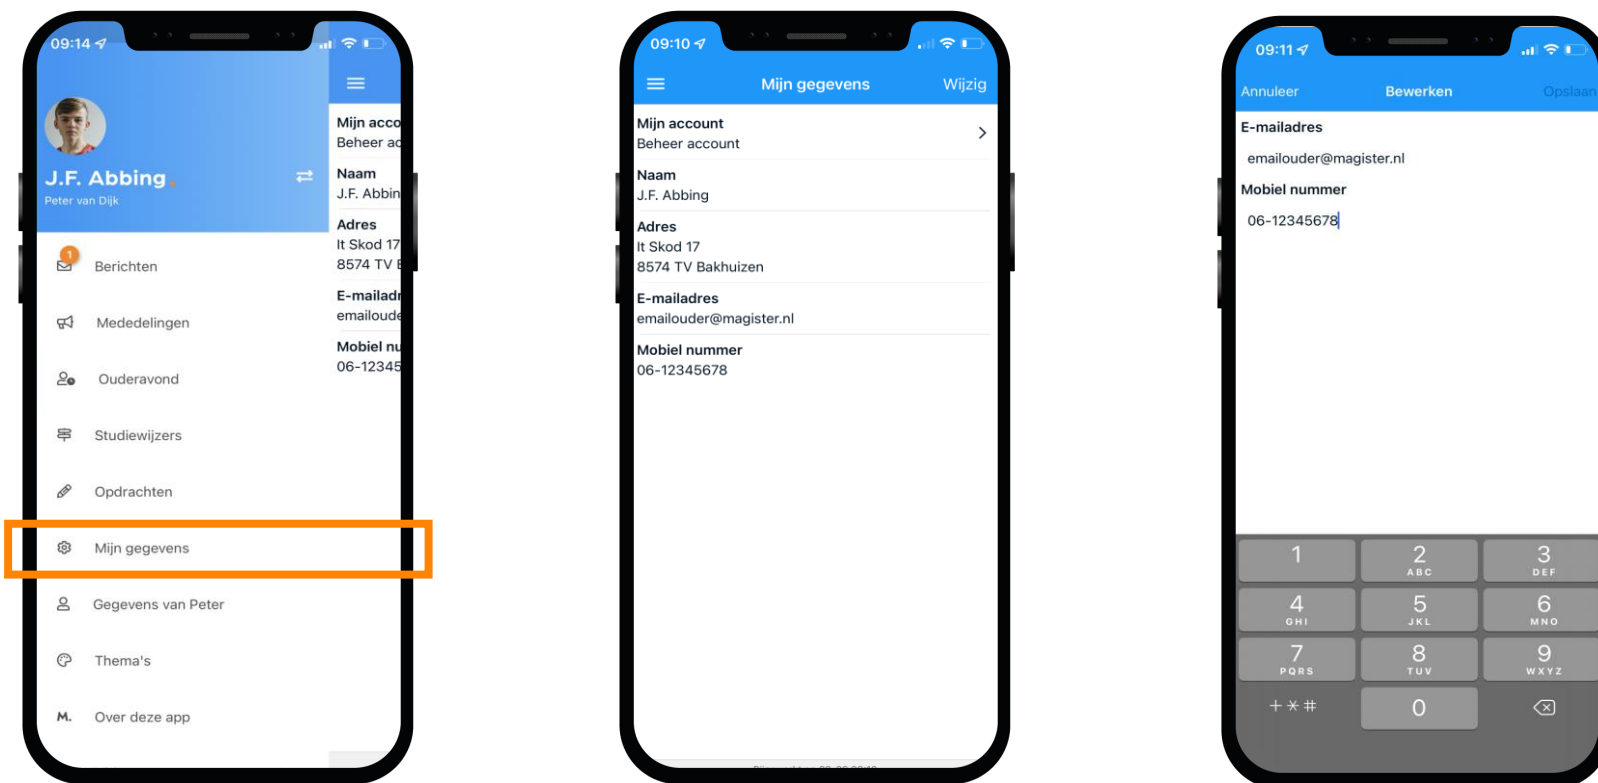 09:14
J.F. Abbing.
Peter van Dijk
1
Berichten
Mededelingen
Ouderavond
Studiewijzers
Opdrachten
Mijn gegevens
Gegevens van Peter
Thema's
M. Over deze app
Mijn acco
Beheer ac
Naam
J.F. Abbin
Adres
It Skod 17
8574 TV B
E-mailadr
emailoude
Mobiel nu
06-12345
09:10
Mijn gegevens Wijzig
Mijn account
Beheer account
Naam
J.F. Abbing
Adres
It Skod 17
8574 TV Bakhuizen
E-mailadres
emailouder@magister.nl
Mobiel nummer
06-12345678
09:11
Annuleer Bewerken Opslaan
E-mailadres
emailouder@magister.nl
Mobiel nummer
06-12345678
1 2 3
ABC DEF
4 5 6
GHI JKL MNO
7 8 9
PQRS TUV WXYZ
+*# 0